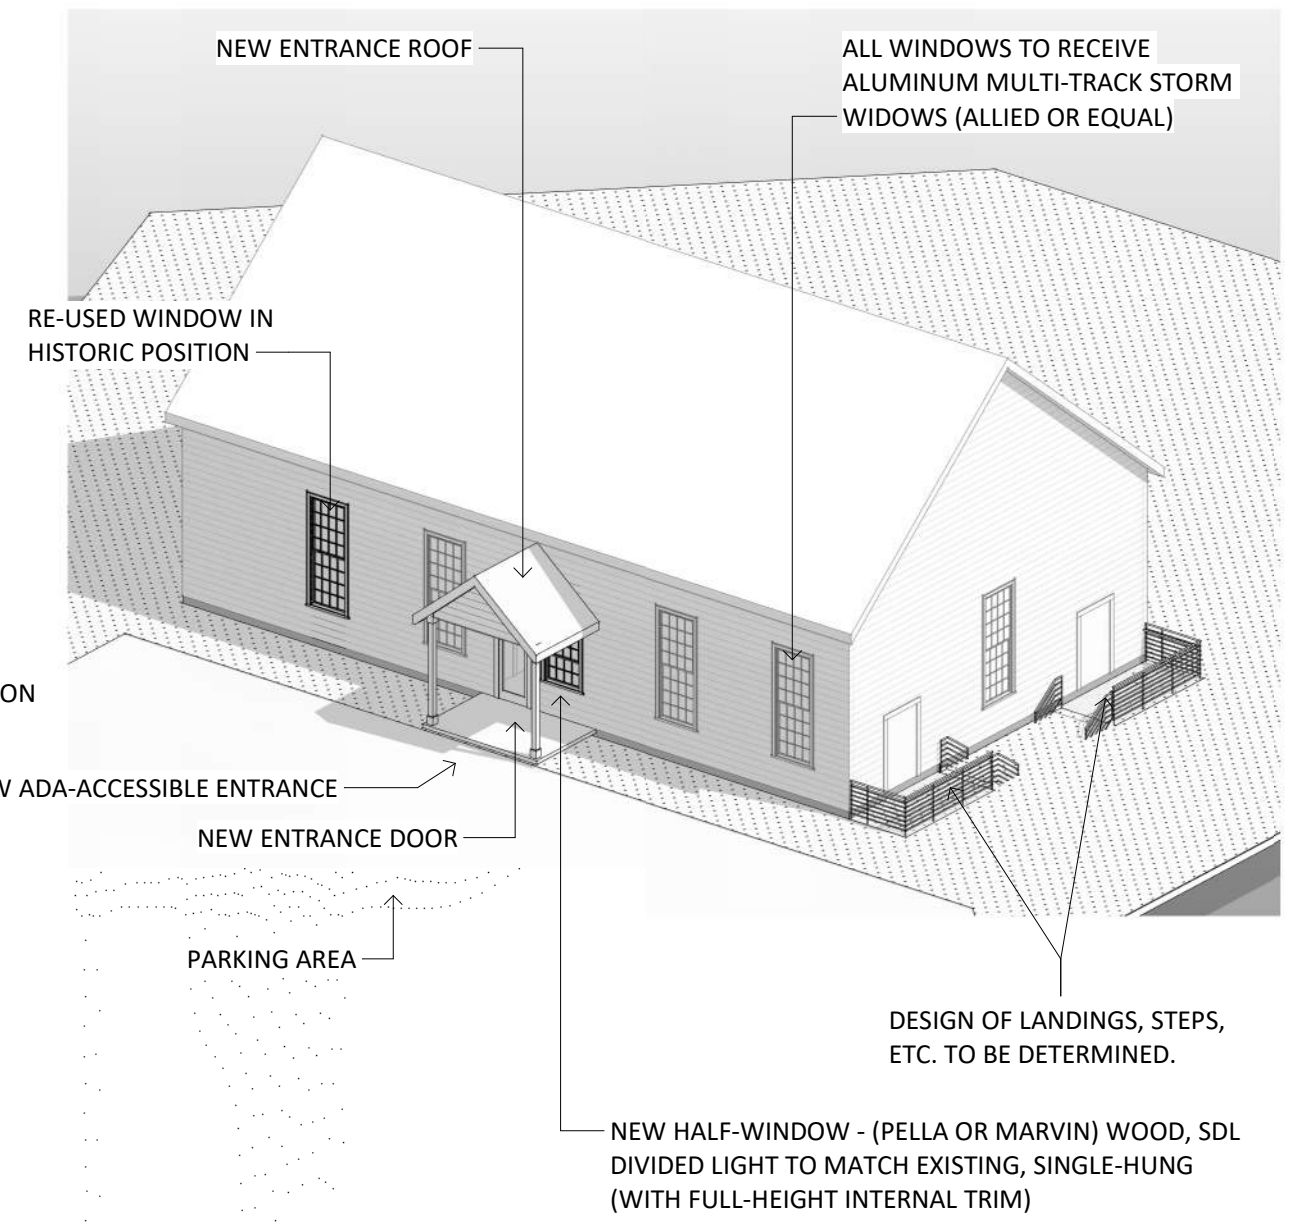 NEW ENTRANCE ROOF
ALL WINDOWS TO RECEIVE
ALUMINUM MULTI-TRACK STORM
WIDOWS (ALLIED OR EQUAL)
RE-USED WINDOW IN
HISTORIC POSITION
ON
W ADA-ACCESSIBLE ENTRANCE
NEW ENTRANCE DOOR
PARKING AREA
DESIGN OF LANDINGS, STEPS,
ETC. TO BE DETERMINED.
NEW HALF-WINDOW - (PELLA OR MARVIN) WOOD, SDL
DIVIDED LIGHT TO MATCH EXISTING, SINGLE-HUNG
(WITH FULL-HEIGHT INTERNAL TRIM)